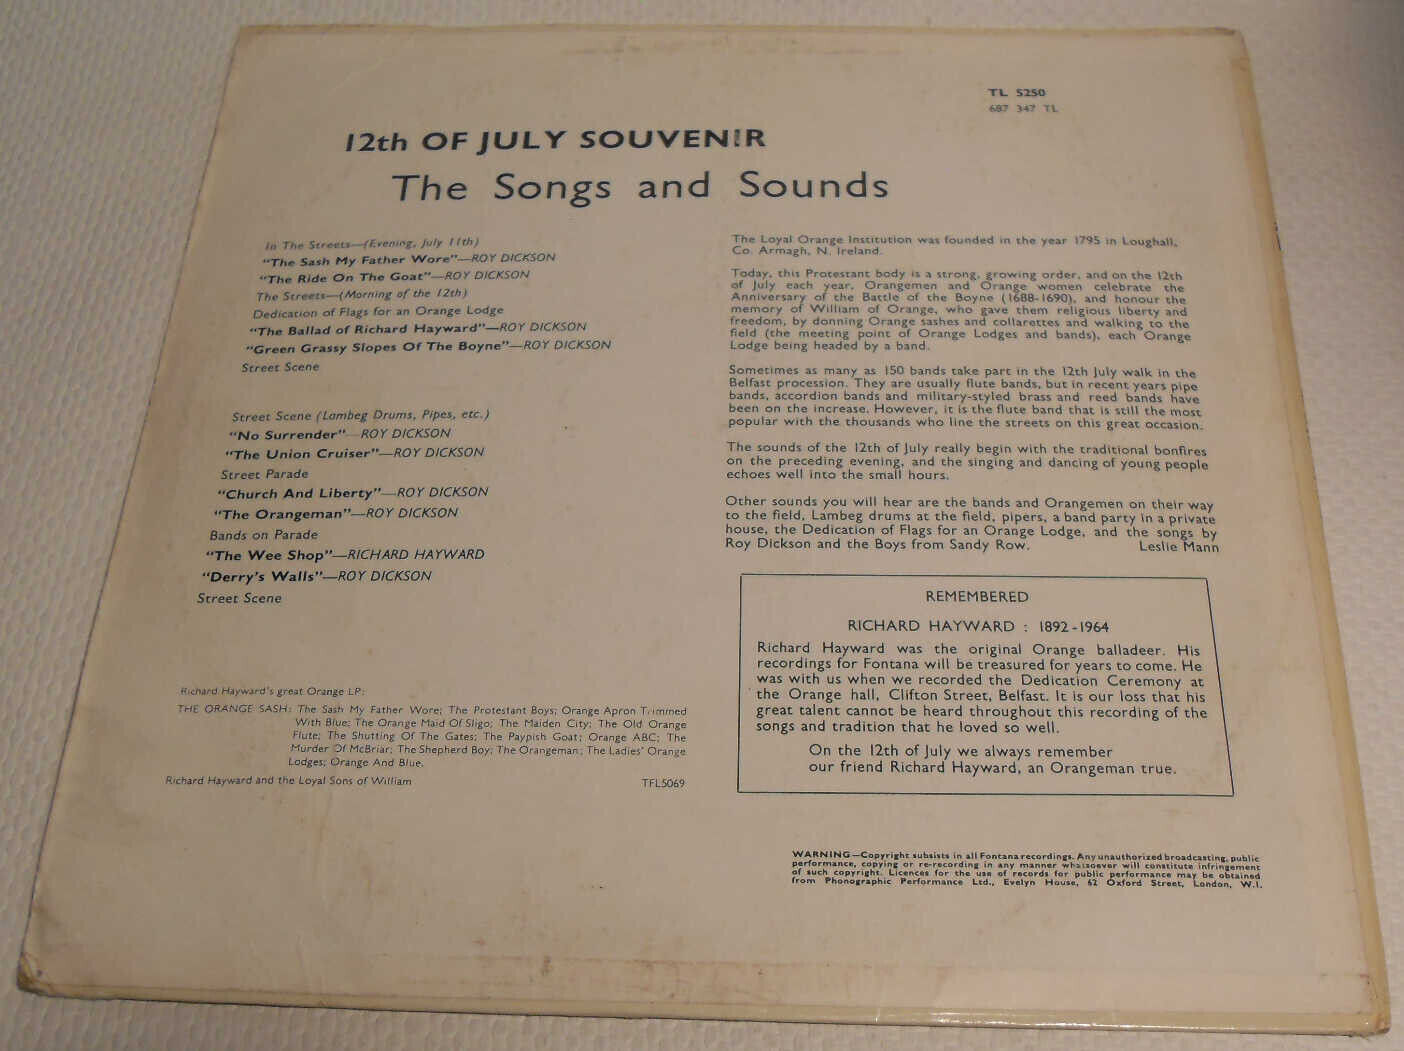 TL 5250
687 347 TL
12th OF JULY SOUVENIR
The Songs and Sounds
In The Streets—(Evening, July 11th)
"The Sash My Father Wore"—ROY DICKSON
"The Ride On The Goat"—ROY DICKSON
The Streets—(Morning of the 12th)
Dedication of Flags for an Orange Lodge
"The Ballad of Richard Hayward"—ROY DICKSON
"Green Grassy Slopes Of The Boyne"—ROY DICKSON
Street Scene
Street Scene (Lambeg Drums, Pipes, etc.)
"No Surrender"—ROY DICKSON
"The Union Cruiser"—ROY DICKSON
Street Parade
"Church And Liberty"—ROY DICKSON
"The Orangeman"—ROY DICKSON
Bands on Parade
"The Wee Shop"—RICHARD HAYWARD
"Derry's Walls"—ROY DICKSON
Street Scene
Richard Hayward's great Orange LP:
THE ORANGE SASH: The Sash My Father Wore; The Protestant Boys; Orange Apron Trimmed
With Blue; The Orange Maid Of Sligo; The Maiden City; The Old Orange
Flute; The Shutting Of The Gates; The Paypish Goat; Orange ABC; The
Murder Of McBriar; The Shepherd Boy; The Orangeman; The Ladies' Orange
Lodges; Orange And Blue.
Richard Hayward and the Loyal Sons of William TFL5069
The Loyal Orange Institution was founded in the year 1795 in Loughall,
Co. Armagh, N. Ireland.
Today, this Protestant body is a strong, growing order, and on the 12th
of July each year, Orangemen and Orange women celebrate the
Anniversary of the Battle of the Boyne (1688-1690), and honour the
memory of William of Orange, who gave them religious liberty and
freedom, by donning Orange sashes and collarettes and walking to the
field (the meeting point of Orange Lodges and bands), each Orange
Lodge being headed by a band.
Sometimes as many as 150 bands take part in the 12th July walk in the
Belfast procession. They are usually flute bands, but in recent years pipe
bands, accordion bands and military-styled brass and reed bands have
been on the increase. However, it is the flute band that is still the most
popular with the thousands who line the streets on this great occasion.
The sounds of the 12th of July really begin with the traditional bonfires
on the preceding evening, and the singing and dancing of young people
echoes well into the small hours.
Other sounds you will hear are the bands and Orangemen on their way
to the field, Lambeg drums at the field, pipers, a band party in a private
house, the Dedication of Flags for an Orange Lodge, and the songs by
Roy Dickson and the Boys from Sandy Row. Leslie Mann
REMEMBERED
RICHARD HAYWARD : 1892-1964
Richard Hayward was the original Orange balladeer. His
recordings for Fontana will be treasured for years to come. He
was with us when we recorded the Dedication Ceremony at
the Orange hall, Clifton Street, Belfast. It is our loss that his
great talent cannot be heard throughout this recording of the
songs and tradition that he loved so well.
On the 12th of July we always remember
our friend Richard Hayward, an Orangeman true.
WARNING—Copyright subsists in all Fontana recordings. Any unauthorized broadcasting, public
performance, copying or re-recording in any manner whatsoever will constitute infringement
of such copyright. Licences for the use of records for public performance may be obtained
from Phonographic Performance Ltd., Evelyn House, 62 Oxford Street, London, W.I.